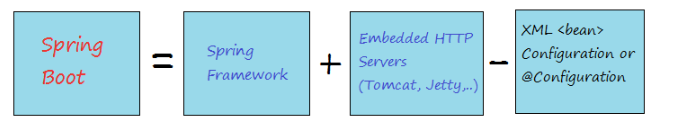 Spring
Boot
=
Spring
Framework
+
Embedded HTTP
Servers
(Tomcat, Jetty,..)
-
XML <bean>
Configuration or
@Configuration